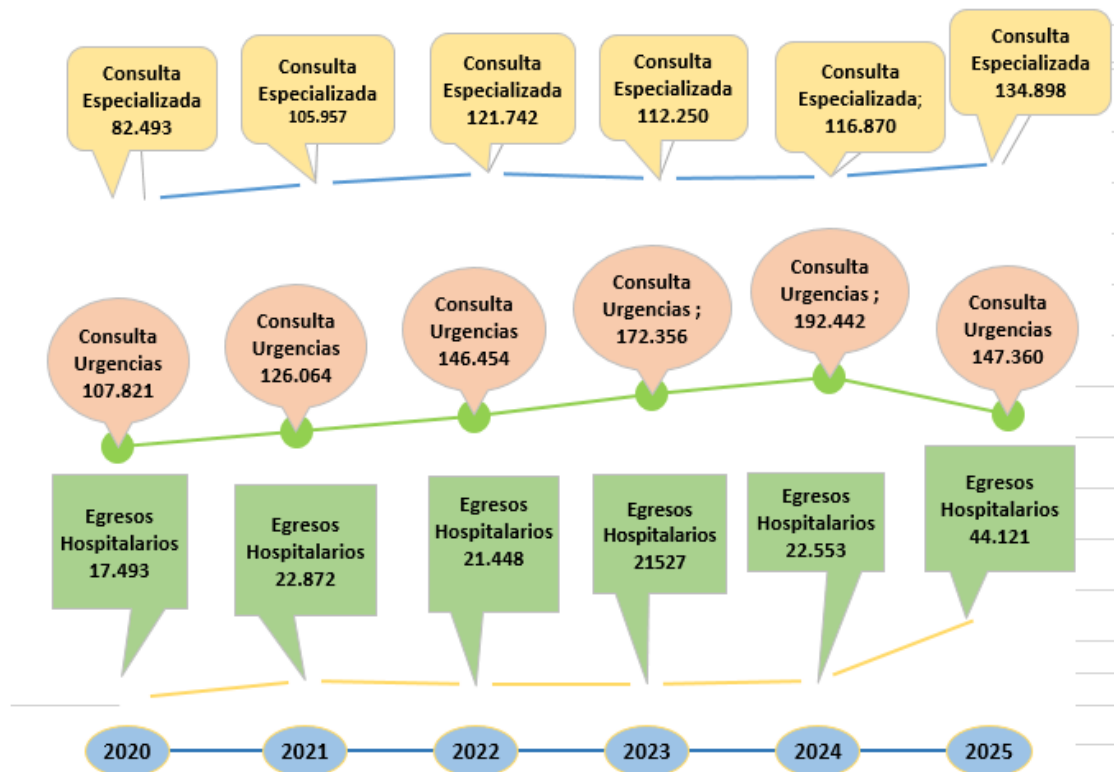 Consulta
Especializada
82.493
Consulta
Especializada
105.957
Consulta
Especializada
121.742
Consulta
Especializada
112.250
Consulta
Especializada;
116.870
Consulta
Especializada
134.898
Consulta
Urgencias
107.821
Consulta
Urgencias
126.064
Consulta
Urgencias
146.454
Consulta
Urgencias ;
172.356
Consulta
Urgencias ;
192.442
Consulta
Urgencias
147.360
Egresos
Hospitalarios
17.493
Egresos
Hospitalarios
22.872
Egresos
Hospitalarios
21.448
Egresos
Hospitalarios
21527
Egresos
Hospitalarios
22.553
Egresos
Hospitalarios
44.121
2020
2021
2022
2023
2024
2025